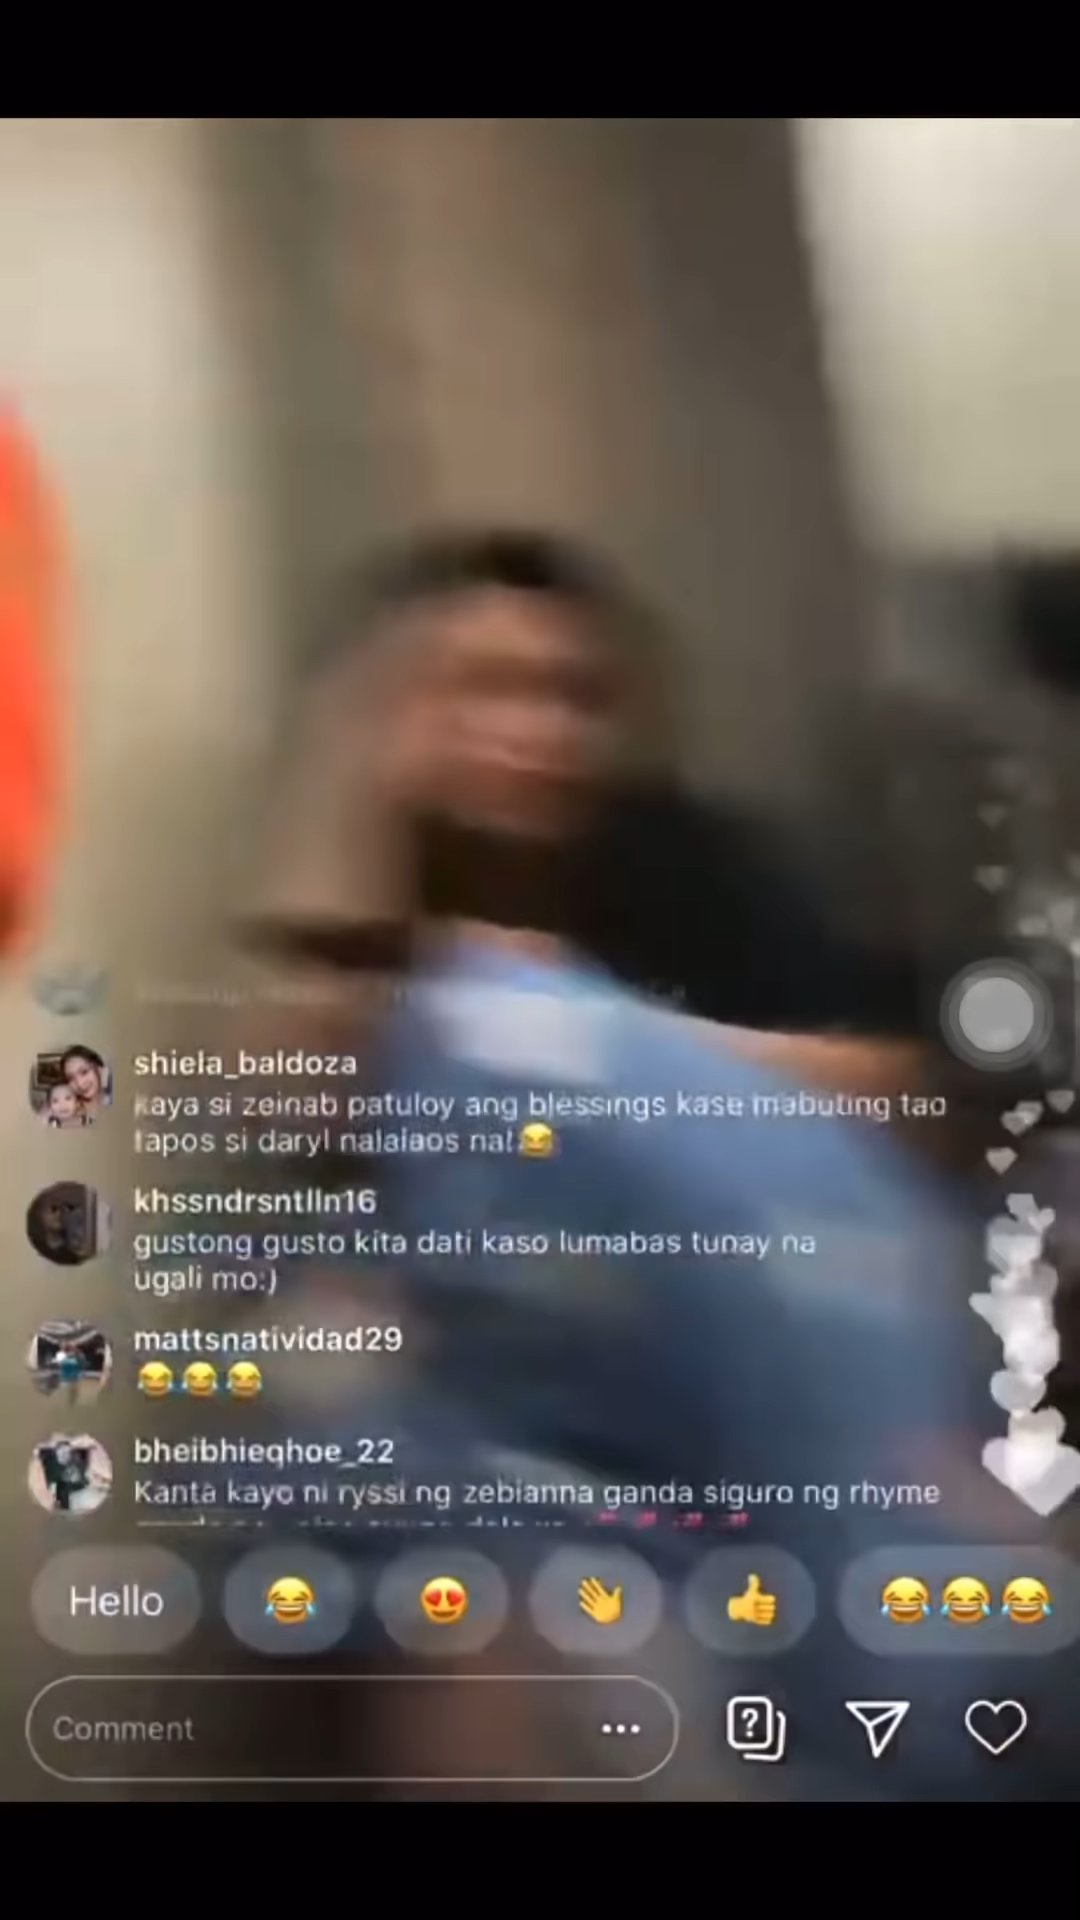 shiela_baldoza
kaya si zeinab patuloy ang blessings kase mabuting tao
tapos si daryl nalalaos na!😂
khssndrsntlln16
gustong gusto kita dati kaso lumabas tunay na
ugali mo:)
mattsnatividad29
😂😂😂
bheibhieqhoe_22
Kanta kayo ni ryssi ng zebianna ganda siguro ng rhyme
Hello 😂 😍 👋 👍 😂😂😂
Comment